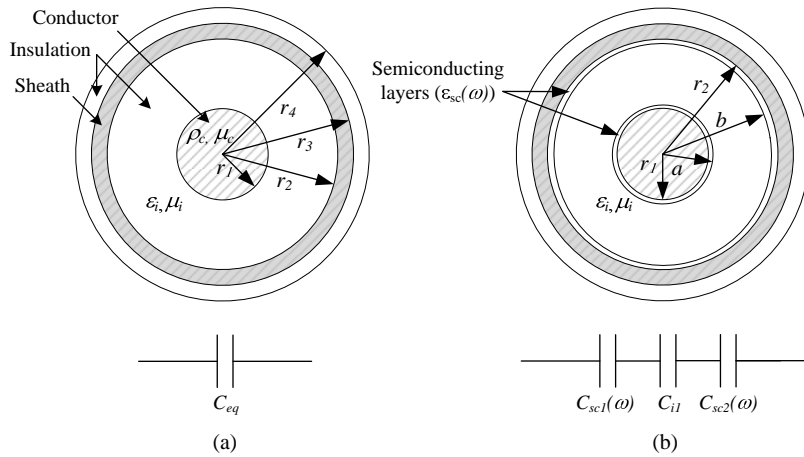 Conductor
Insulation
Sheath
ρc, μc
r1
r4
r3
r2
εi, μi
Ceq
(a)
Semiconducting
layers (εsc(ω))
r2
b
r1
a
εi, μi
Csc1(ω)
Ci1
Csc2(ω)
(b)